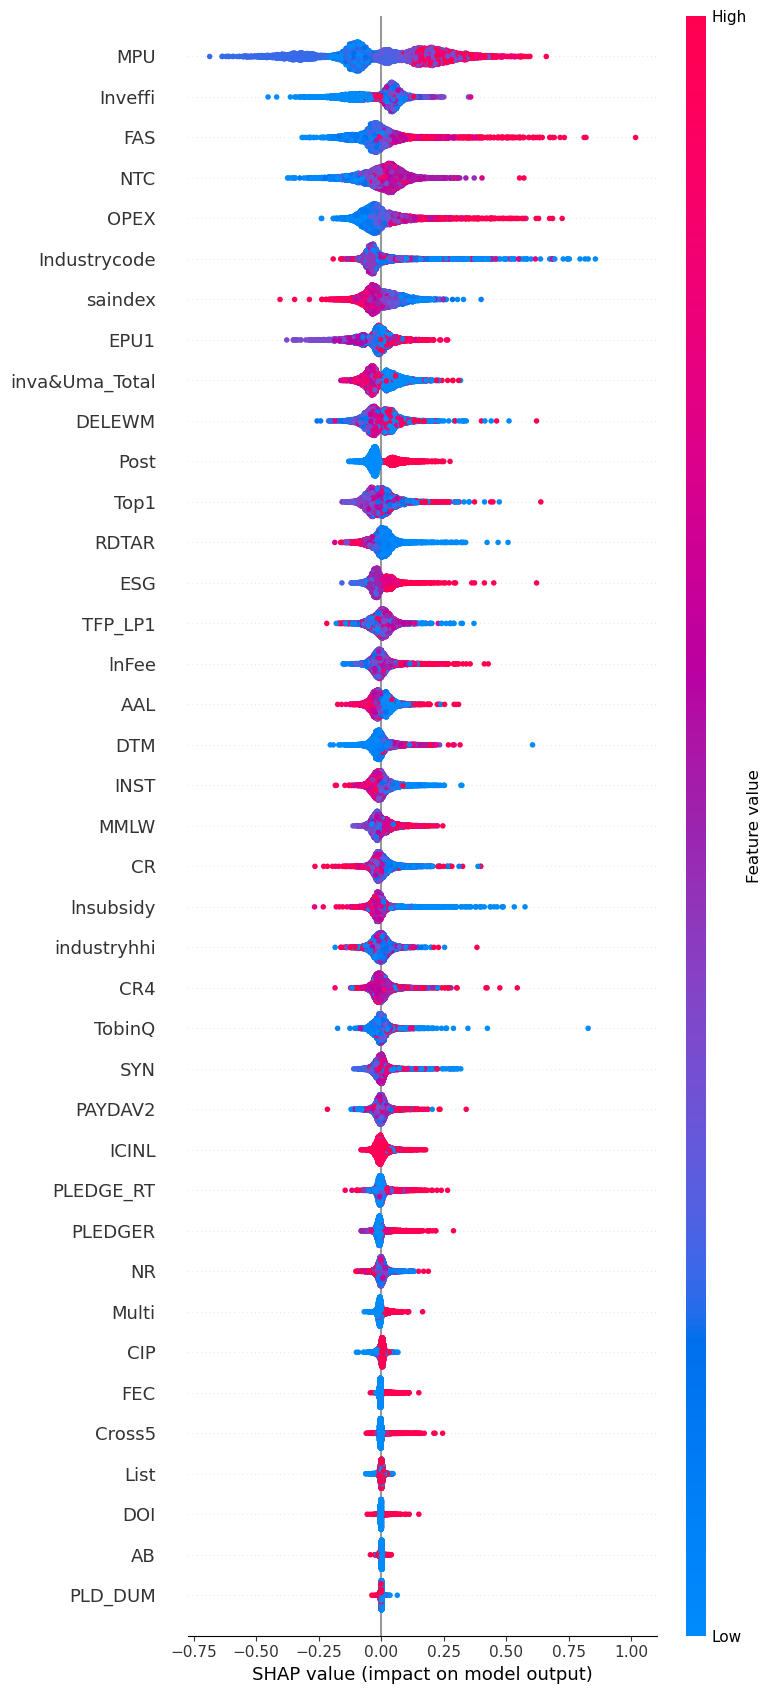 High
MPU
Inveffi
FAS
NTC
OPEX
Industrycode
saindex
EPU1
inva&Uma_Total
DELEWM
Post
Top1
RDTAR
ESG
TFP_LP1
lnFee
AAL
DTM
INST
MMLW
CR
lnsubsidy
industryhhi
CR4
TobinQ
SYN
PAYDAV2
ICINL
PLEDGE_RT
PLEDGER
NR
Multi
CIP
FEC
Cross5
List
DOI
AB
PLD_DUM
Low
Feature value
−0.75 −0.50 −0.25 0.00 0.25 0.50 0.75 1.00
SHAP value (impact on model output)